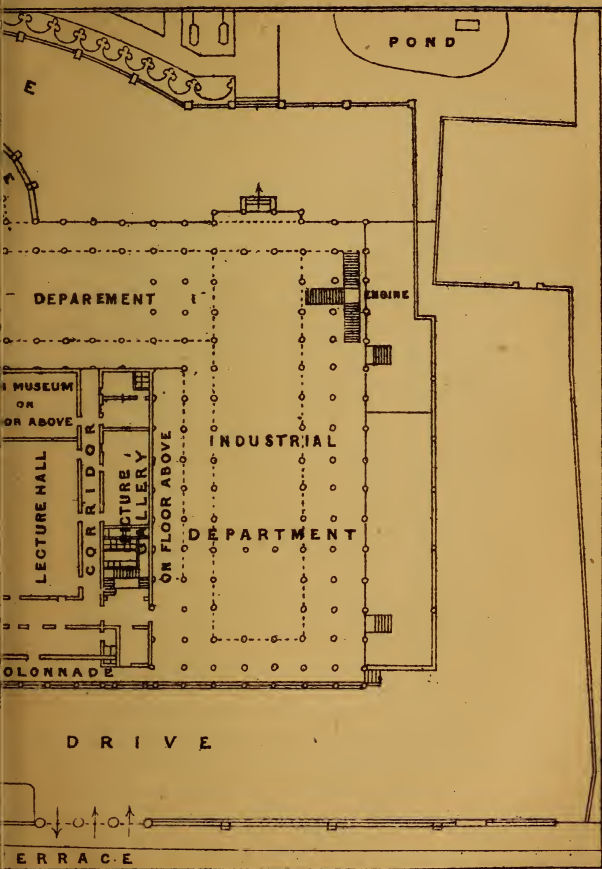 POND
E
DEPAREMENT
ENGINE
MUSEUM
ON
OR ABOVE
INDUSTRIAL
DEPARTMENT
LECTURE HALL
CORRIDOR
ICTURE
GALLERY
ON FLOOR ABOVE
OLONNADE
DRIVE
ERRACE